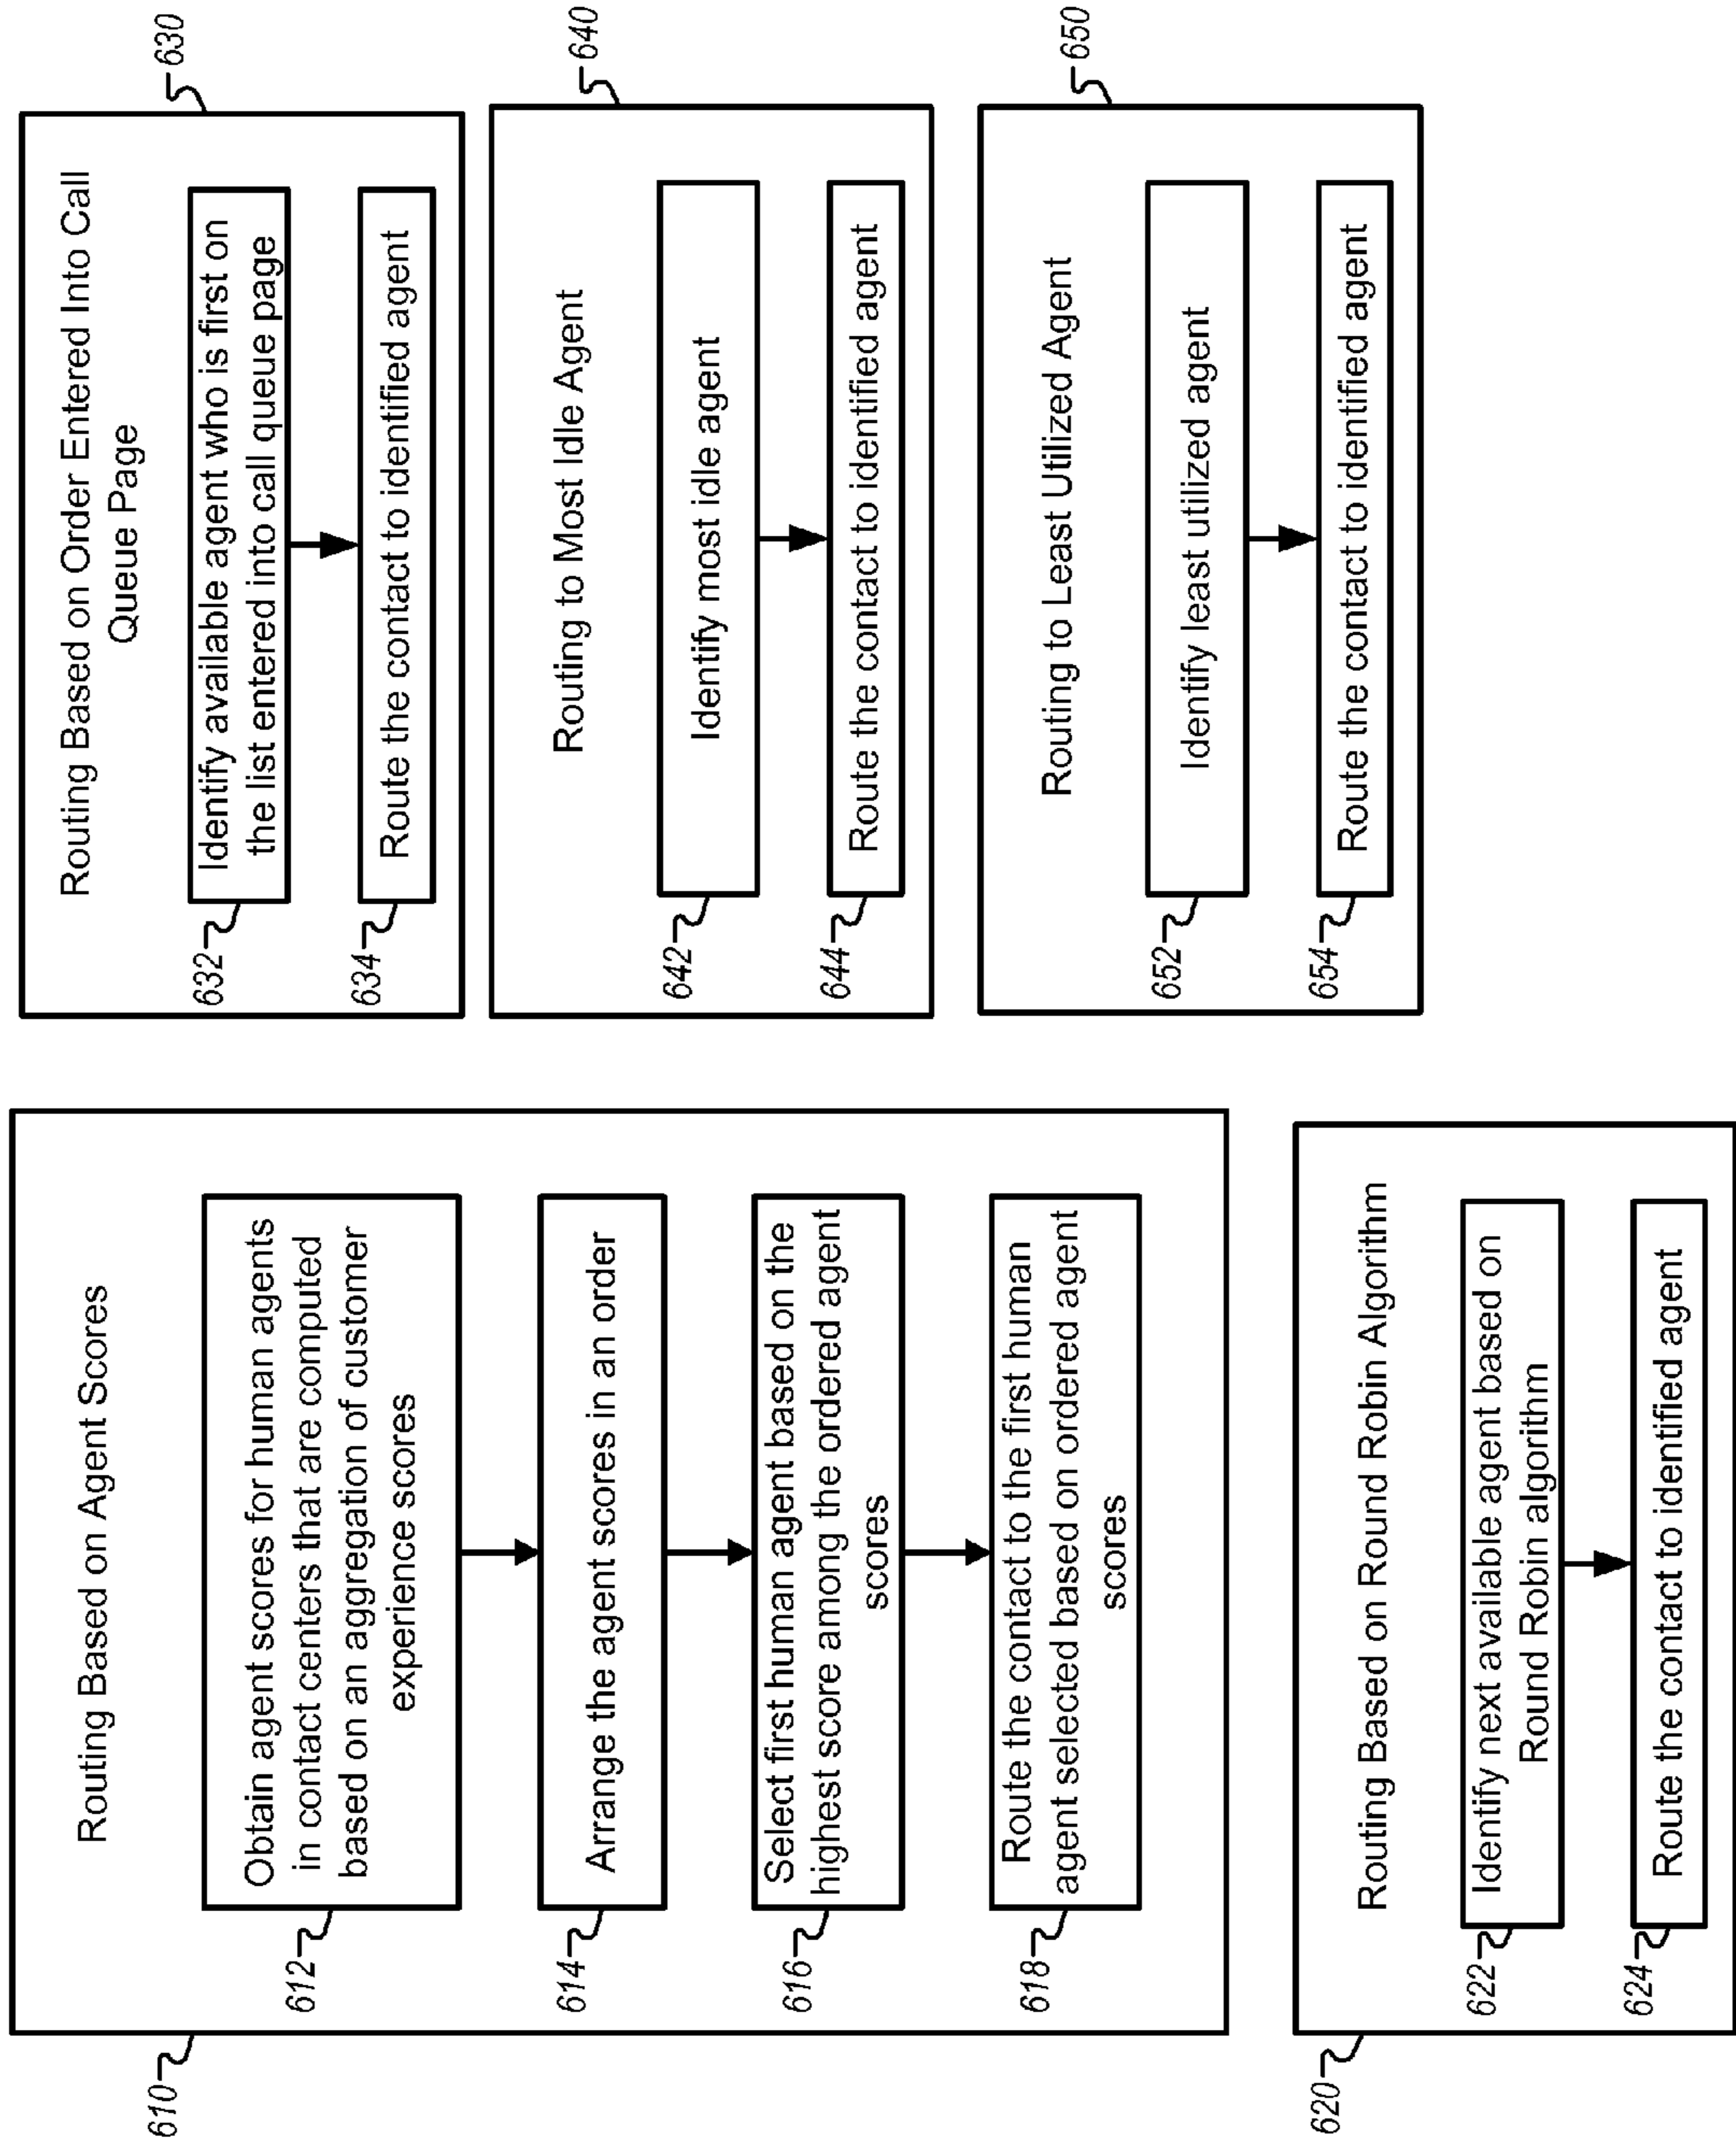 610
Routing Based on Agent Scores
612
Obtain agent scores for human agents
in contact centers that are computed
based on an aggregation of customer
experience scores
614
Arrange the agent scores in an order
616
Select first human agent based on the
highest score among the ordered agent
scores
618
Route the contact to the first human
agent selected based on ordered agent
scores
620
Routing Based on Round Robin Algorithm
622
Identify next available agent based on
Round Robin algorithm
624
Route the contact to identified agent
630
Routing Based on Order Entered Into Call
Queue Page
632
Identify available agent who is first on
the list entered into call queue page
634
Route the contact to identified agent
640
Routing to Most Idle Agent
642
Identify most idle agent
644
Route the contact to identified agent
650
Routing to Least Utilized Agent
652
Identify least utilized agent
654
Route the contact to identified agent